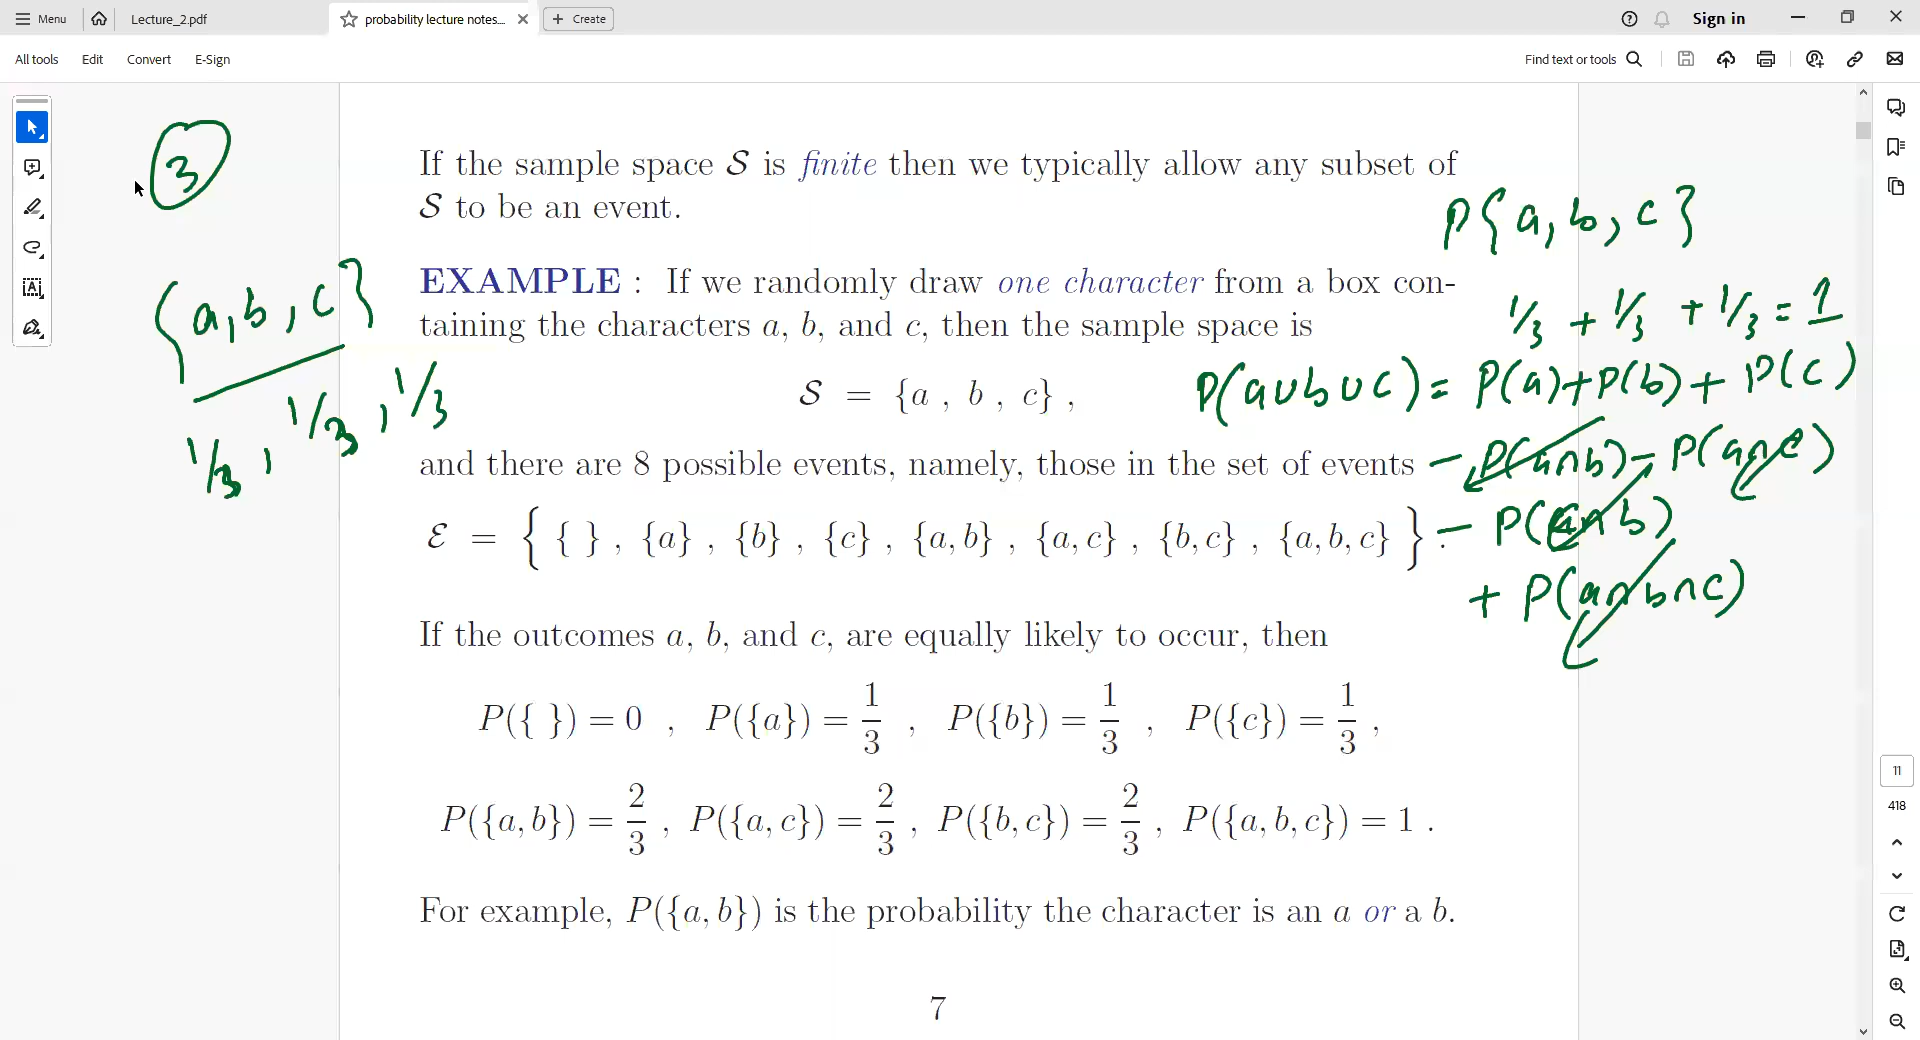 Menu Lecture_2.pdf probability lecture notes... Create Sign in
All tools Edit Convert E-Sign Find text or tools
3
If the sample space 𝒮 is finite then we typically allow any subset of
𝒮 to be an event.
P{a, b, c}
{a, b, c}
1/3, 1/3, 1/3
EXAMPLE : If we randomly draw one character from a box con-
taining the characters a, b, and c, then the sample space is
1/3 + 1/3 + 1/3 = 1
𝒮 = {a , b , c} ,
P(a∪b∪c) = P(a)+P(b)+P(c)
and there are 8 possible events, namely, those in the set of events
- P(a∩b) - P(a∩c)
ℰ = { { } , {a} , {b} , {c} , {a, b} , {a, c} , {b, c} , {a, b, c} } .
- P(c∩b)
+ P(a∩b∩c)
If the outcomes a, b, and c, are equally likely to occur, then
P({ }) = 0 , P({a}) = 1/3 , P({b}) = 1/3 , P({c}) = 1/3 ,
P({a, b}) = 2/3 , P({a, c}) = 2/3 , P({b, c}) = 2/3 , P({a, b, c}) = 1 .
For example, P({a, b}) is the probability the character is an a or a b.
7
11
418